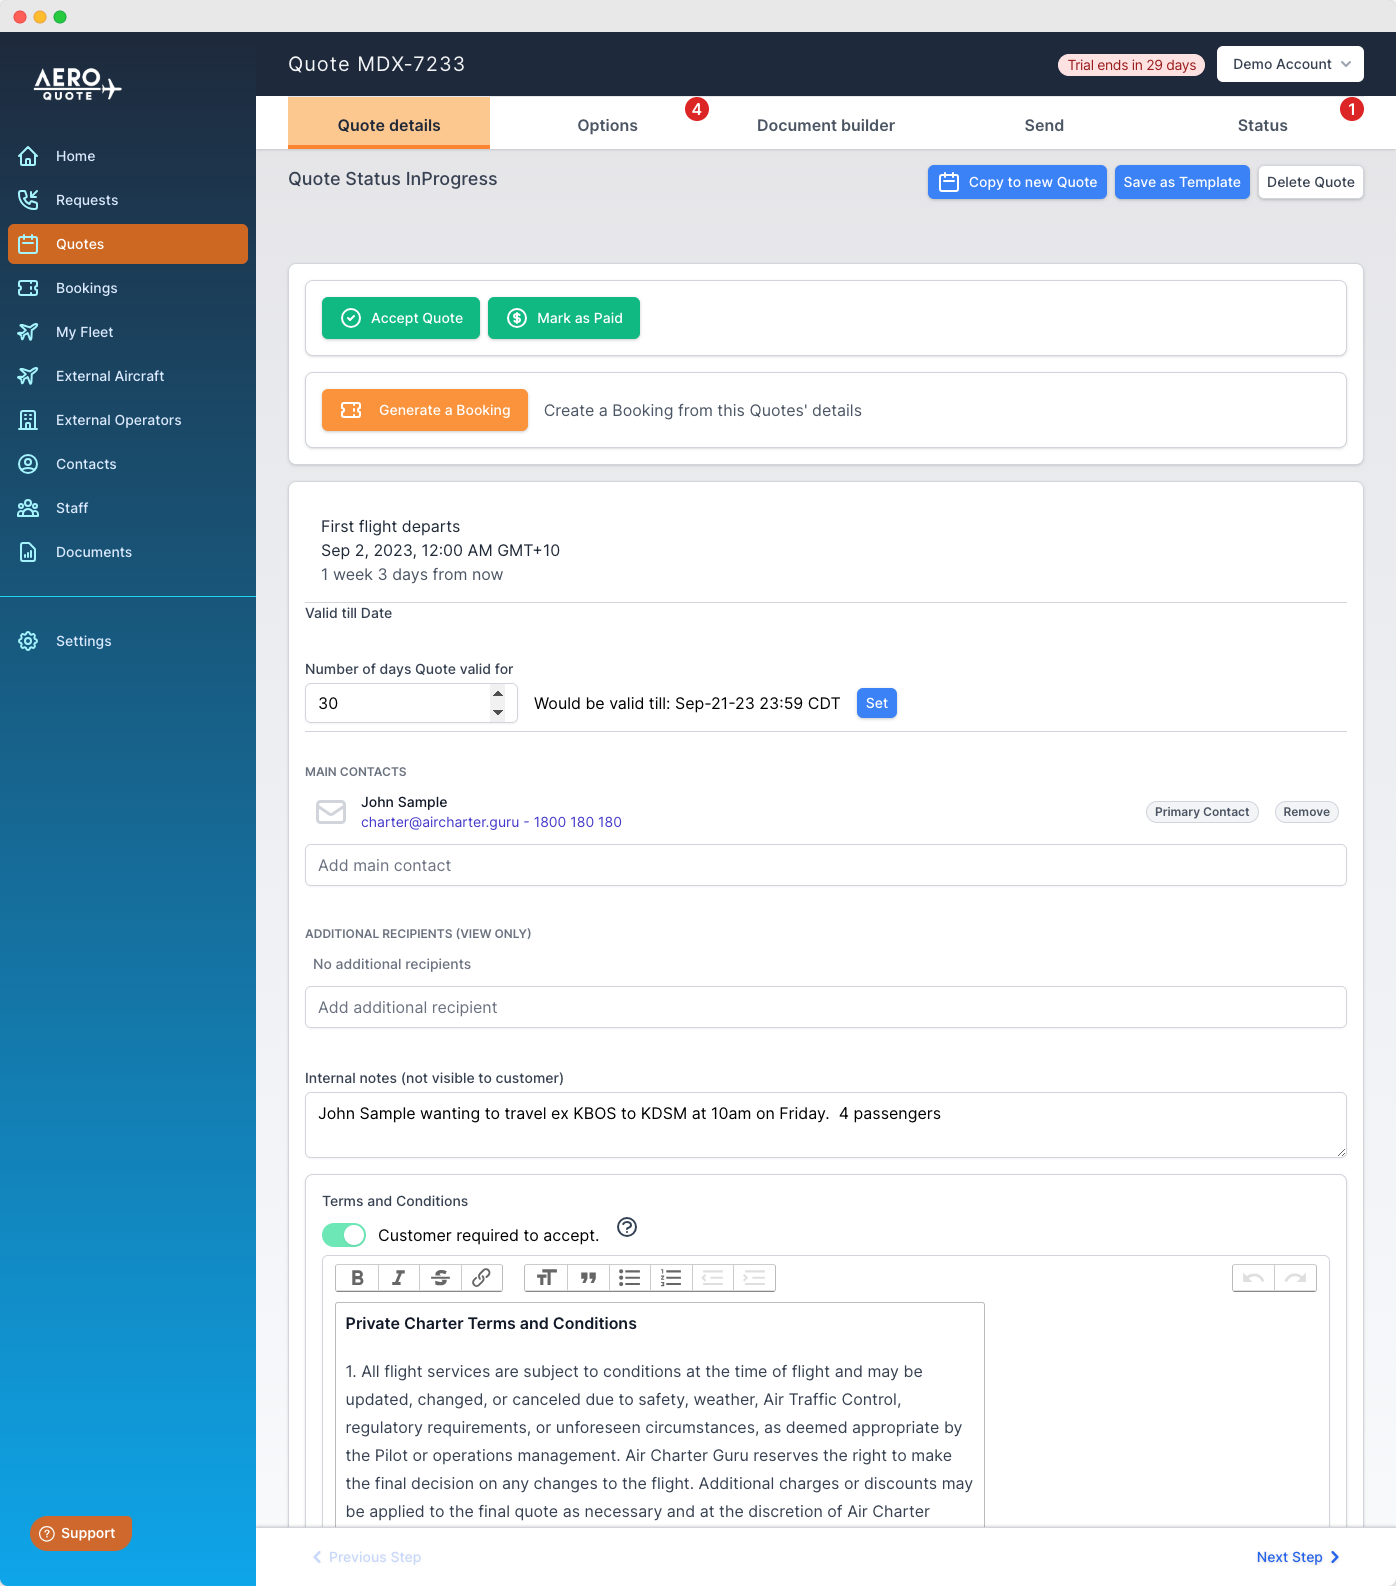 Quote MDX-7233
Trial ends in 29 days
Demo Account
AERO
QUOTE
Home
Requests
Quotes
Bookings
My Fleet
External Aircraft
External Operators
Contacts
Staff
Documents
Settings
Support
Quote details
Options
4
Document builder
Send
Status
1
Quote Status InProgress
Copy to new Quote
Save as Template
Delete Quote
Accept Quote
Mark as Paid
Generate a Booking
Create a Booking from this Quotes' details
First flight departs
Sep 2, 2023, 12:00 AM GMT+10
1 week 3 days from now
Valid till Date
Number of days Quote valid for
30
Would be valid till: Sep-21-23 23:59 CDT
Set
MAIN CONTACTS
John Sample
charter@aircharter.guru - 1800 180 180
Primary Contact
Remove
Add main contact
ADDITIONAL RECIPIENTS (VIEW ONLY)
No additional recipients
Add additional recipient
Internal notes (not visible to customer)
John Sample wanting to travel ex KBOS to KDSM at 10am on Friday.  4 passengers
Terms and Conditions
Customer required to accept.
Private Charter Terms and Conditions
1. All flight services are subject to conditions at the time of flight and may be
updated, changed, or canceled due to safety, weather, Air Traffic Control,
regulatory requirements, or unforeseen circumstances, as deemed appropriate by
the Pilot or operations management. Air Charter Guru reserves the right to make
the final decision on any changes to the flight. Additional charges or discounts may
be applied to the final quote as necessary and at the discretion of Air Charter
Previous Step
Next Step